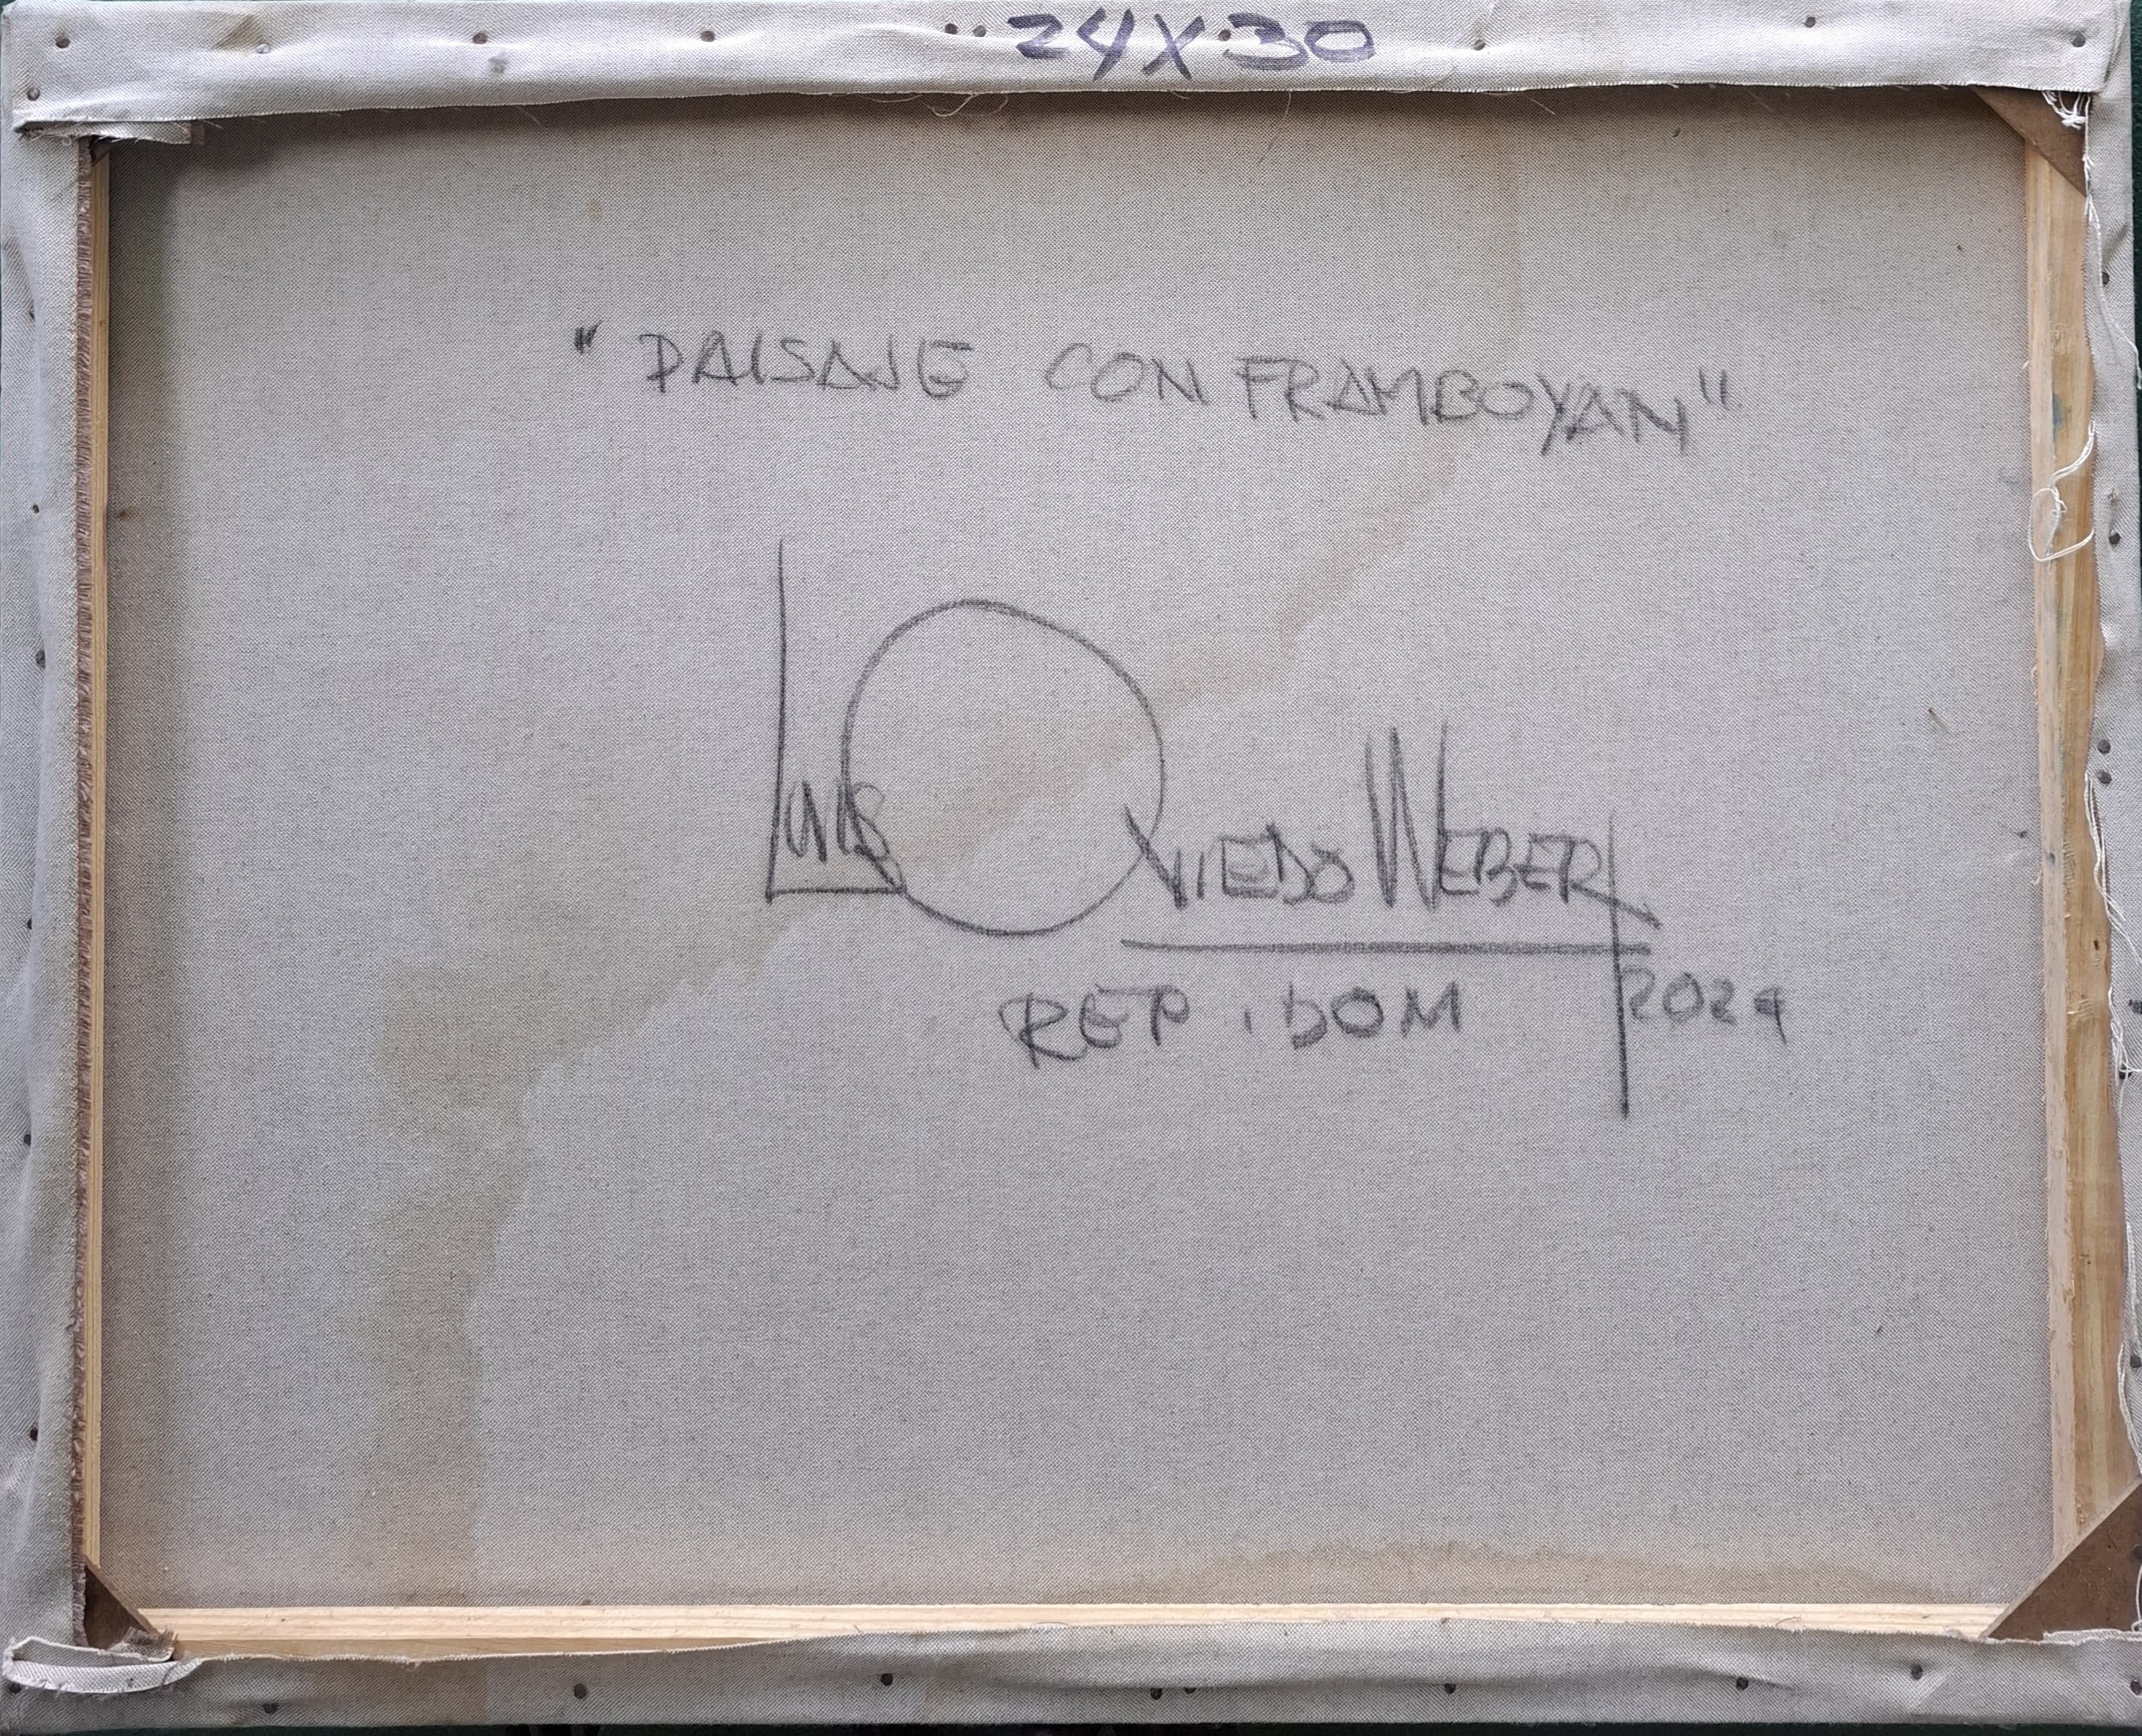 24X30
" PAISAJE CON FRAMBOYAN"
LUIS OVIEDO WEBER
REP. DOM 2024